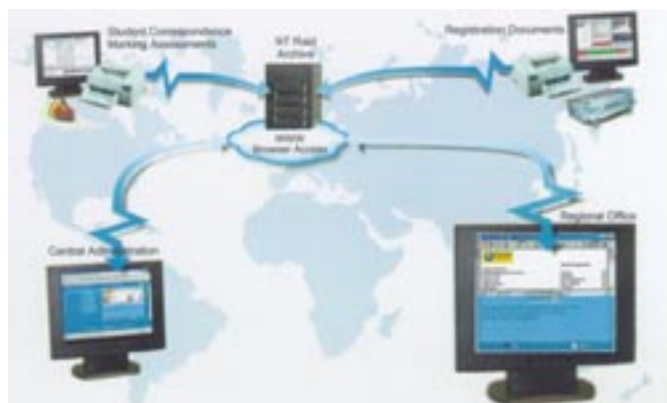 Student Correspondence
Marking Assessments
NT Raid
Archive
Registration Documents
WWW
Browser Access
Central Administration
Regional Office